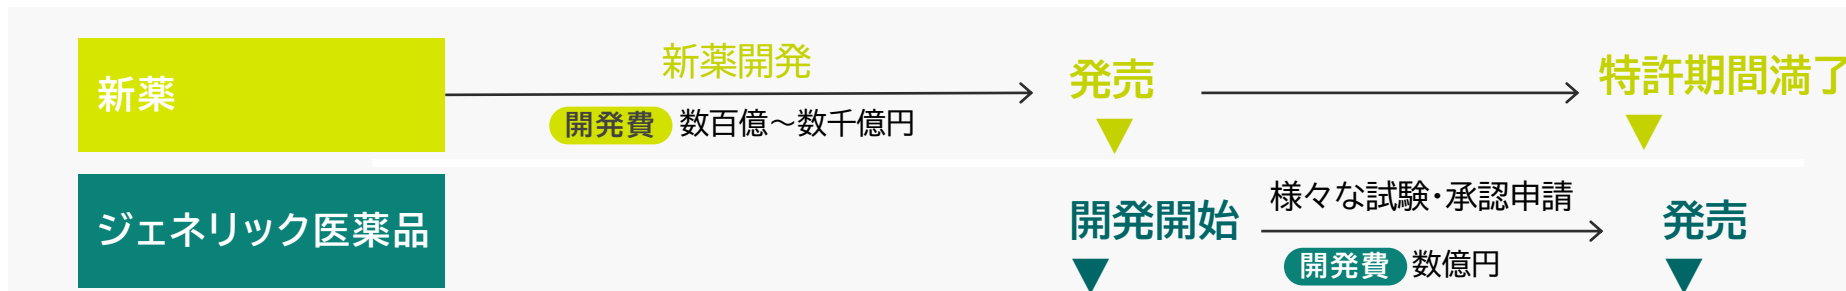 新薬
新薬開発
開発費 数百億～数千億円
発売
特許期間満了
ジェネリック医薬品
開発開始
様々な試験・承認申請
開発費 数億円
発売